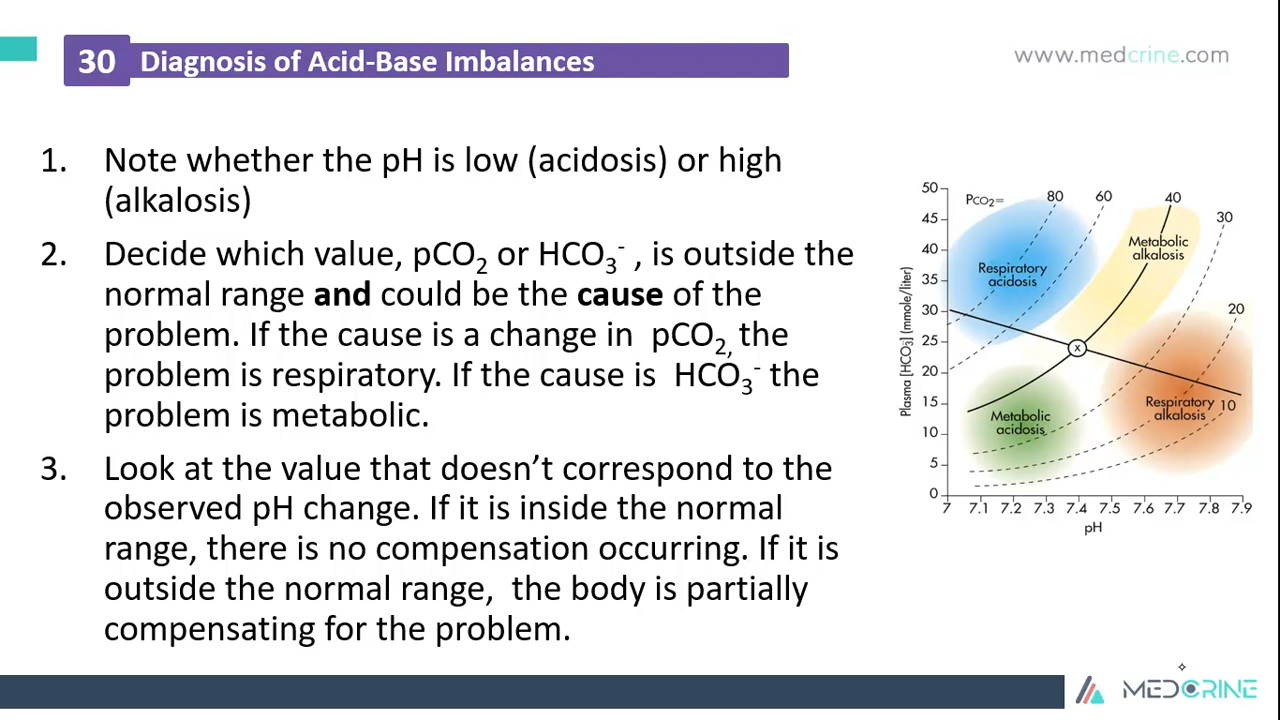 30 Diagnosis of Acid-Base Imbalances
www.medcrine.com
1. Note whether the pH is low (acidosis) or high
(alkalosis)
2. Decide which value, pCO₂ or HCO₃⁻ , is outside the
normal range and could be the cause of the
problem. If the cause is a change in pCO₂, the
problem is respiratory. If the cause is HCO₃⁻ the
problem is metabolic.
3. Look at the value that doesn't correspond to the
observed pH change. If it is inside the normal
range, there is no compensation occurring. If it is
outside the normal range, the body is partially
compensating for the problem.
Plasma [HCO₃⁻] (mmole/liter)
50
45
40
35
30
25
20
15
10
5
0
PCO₂= 80 60 40 30 20 10
Respiratory
acidosis
Metabolic
alkalosis
x
Metabolic
acidosis
Respiratory
alkalosis
7 7.1 7.2 7.3 7.4 7.5 7.6 7.7 7.8 7.9
pH
MEDCRINE